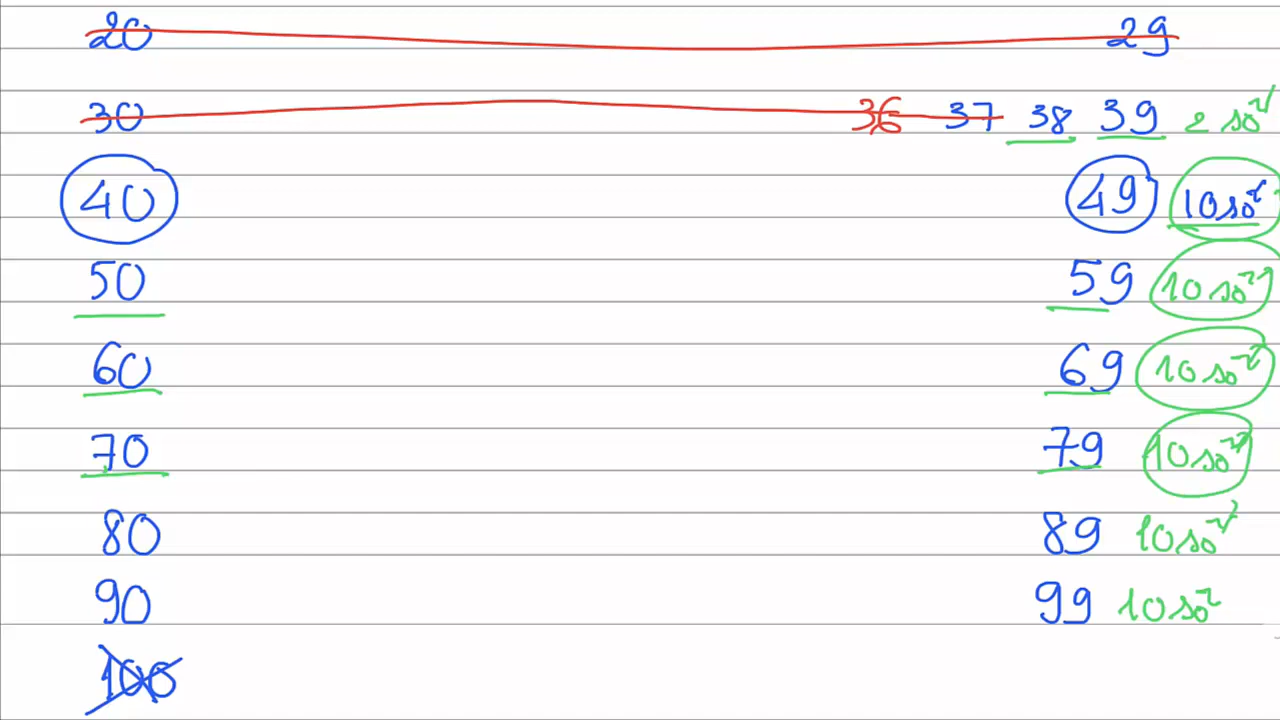 20 29
30 36 37 38 39 2 số
40 49 10 số
50 59 10 số
60 69 10 số
70 79 10 số
80 89 10 số
90 99 10 số
100